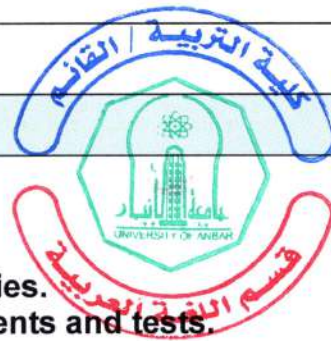 كلية التربية / القائم
جامعة الأنبار
UNIVERSITY OF ANBAR
قسم اللغة العربية
ies.
ents and tests.